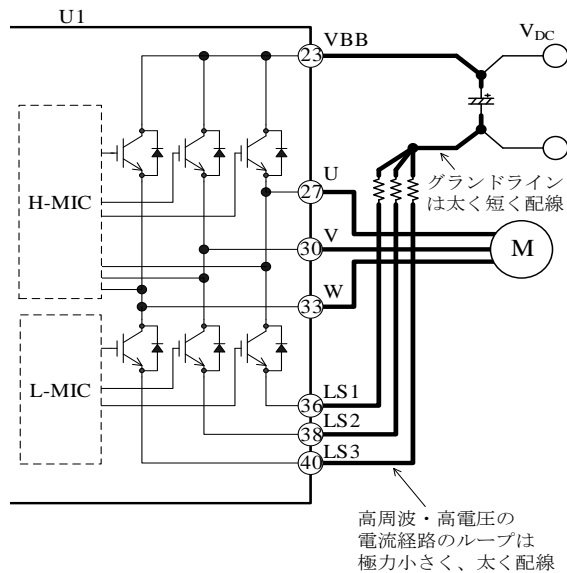 U1
VBB
V_DC
23
H-MIC
U
27
グランドライン
は太く短く配線
V
30
M
W
33
L-MIC
LS1
36
LS2
38
LS3
40
高周波・高電圧の
電流経路のループは
極力小さく、太く配線